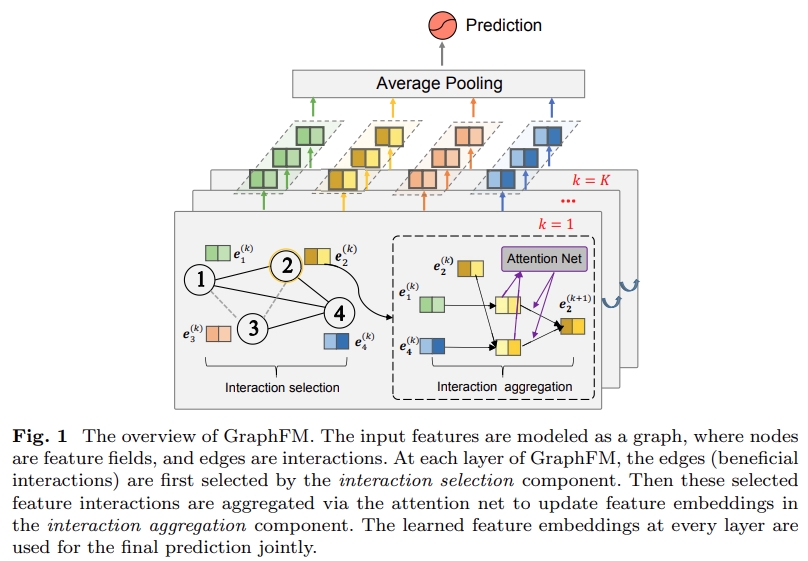 Prediction
Average Pooling
k = K
...
k = 1
e_1^(k)
2
e_2^(k)
1
3
4
e_3^(k)
e_4^(k)
Interaction selection
e_2^(k)
Attention Net
e_1^(k)
e_2^(k+1)
e_4^(k)
Interaction aggregation
Fig. 1 The overview of GraphFM. The input features are modeled as a graph, where nodes
are feature fields, and edges are interactions. At each layer of GraphFM, the edges (beneficial
interactions) are first selected by the interaction selection component. Then these selected
feature interactions are aggregated via the attention net to update feature embeddings in
the interaction aggregation component. The learned feature embeddings at every layer are
used for the final prediction jointly.